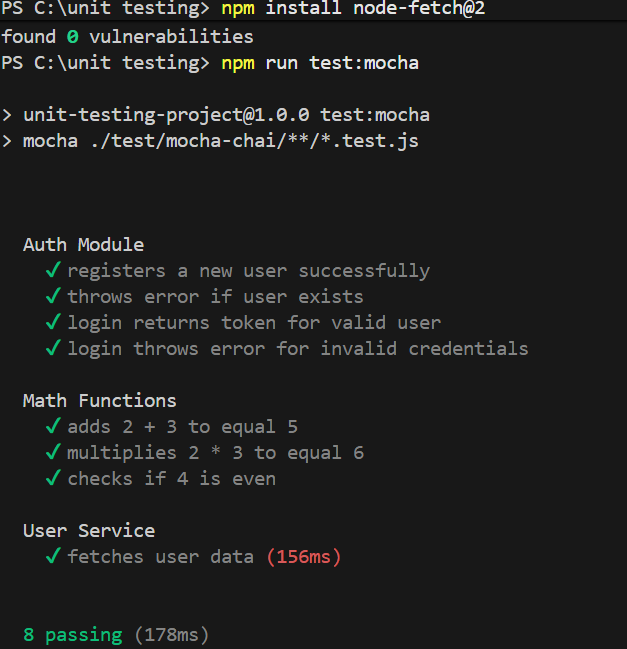 PS C:\unit testing> npm install node-fetch@2
found 0 vulnerabilities
PS C:\unit testing> npm run test:mocha
> unit-testing-project@1.0.0 test:mocha
> mocha ./test/mocha-chai/**/*.test.js
Auth Module
✓ registers a new user successfully
✓ throws error if user exists
✓ login returns token for valid user
✓ login throws error for invalid credentials
Math Functions
✓ adds 2 + 3 to equal 5
✓ multiplies 2 * 3 to equal 6
✓ checks if 4 is even
User Service
✓ fetches user data (156ms)
8 passing (178ms)